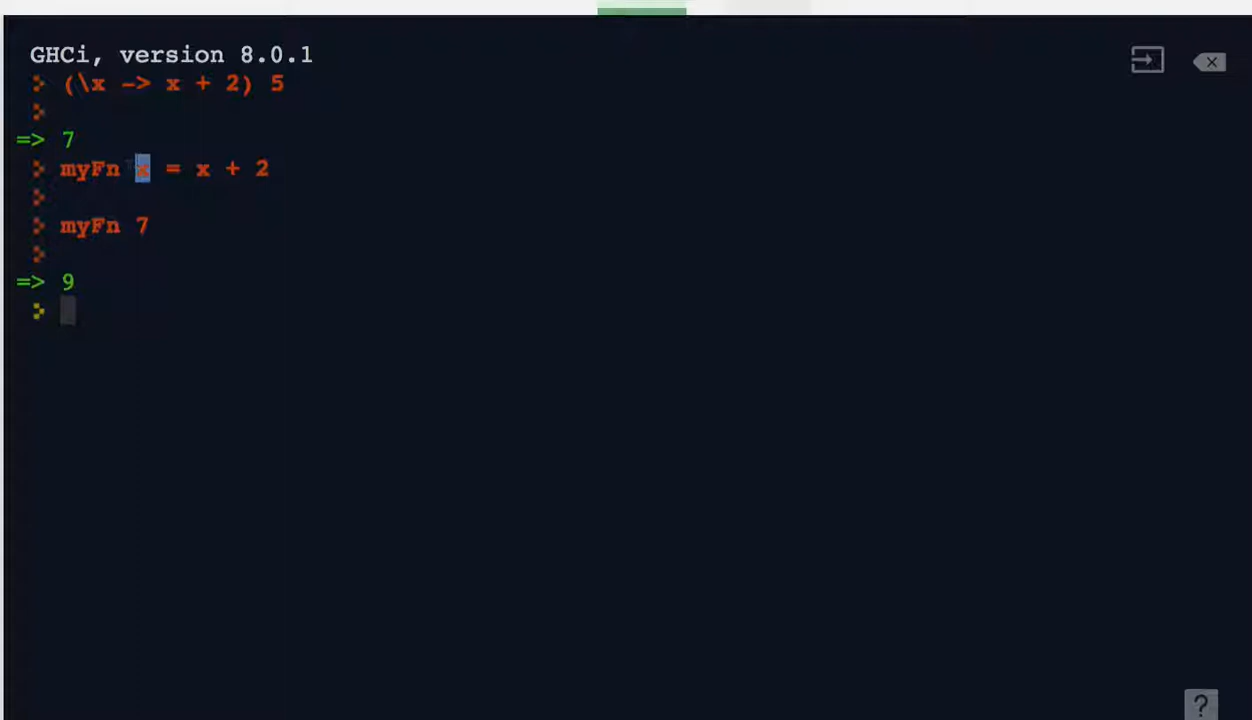 GHCi, version 8.0.1
> (\x -> x + 2) 5
>
=> 7
> myFn x = x + 2
>
> myFn 7
>
=> 9
>
?